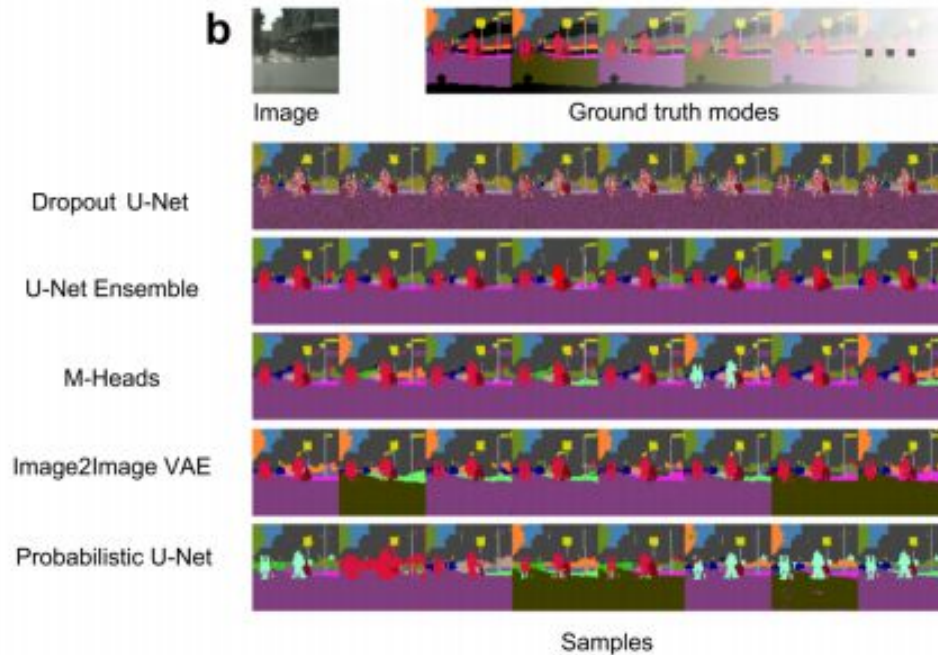 b
Image
Ground truth modes
Dropout U-Net
U-Net Ensemble
M-Heads
Image2Image VAE
Probabilistic U-Net
Samples